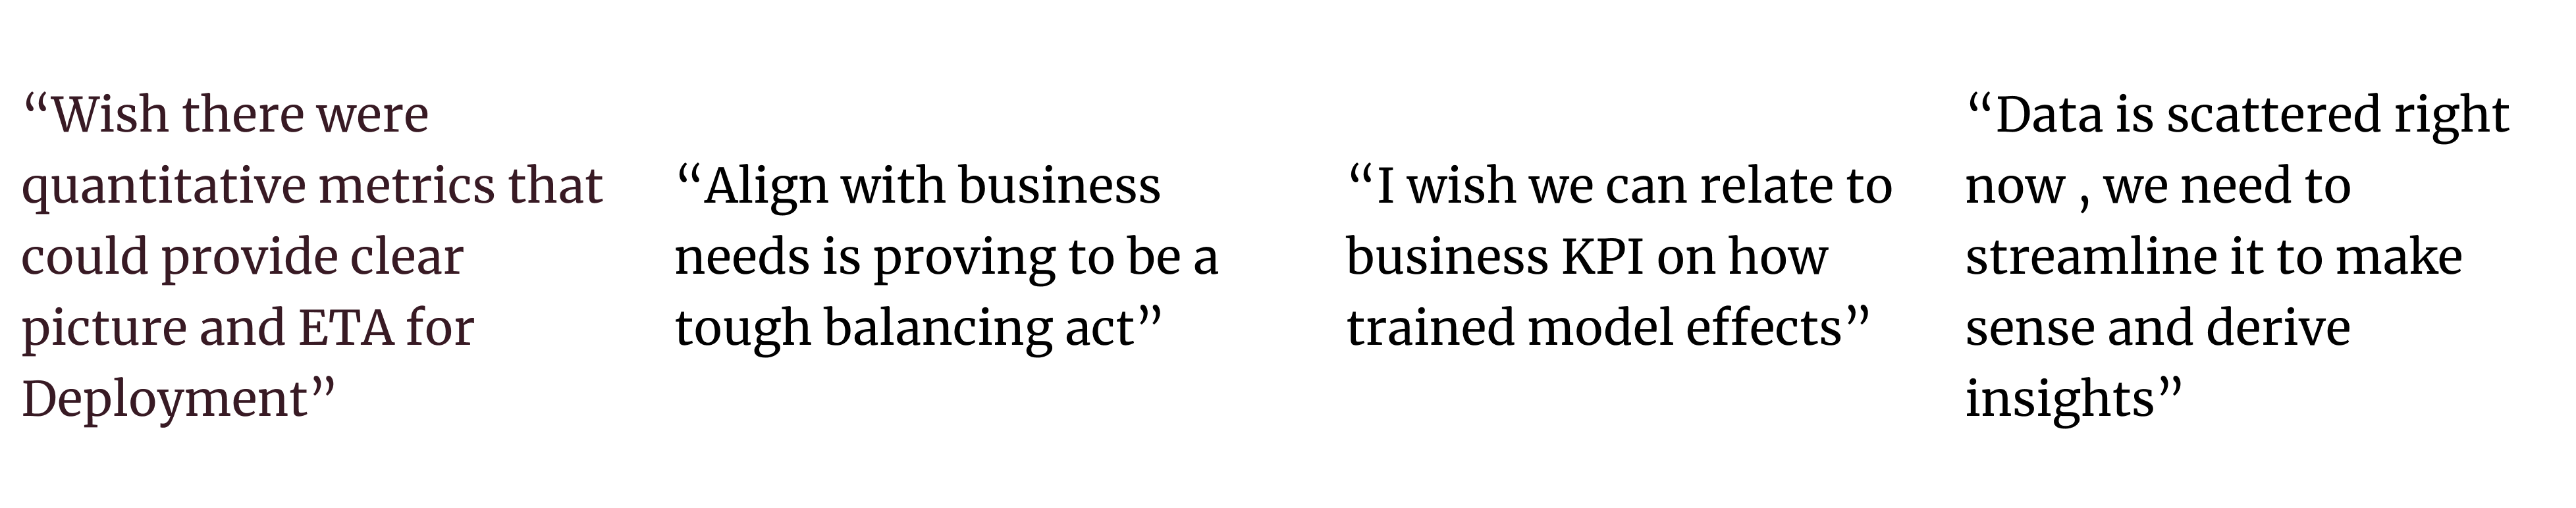 “Wish there were
quantitative metrics that
could provide clear
picture and ETA for
Deployment”
“Align with business
needs is proving to be a
tough balancing act”
“I wish we can relate to
business KPI on how
trained model effects”
“Data is scattered right
now , we need to
streamline it to make
sense and derive
insights”